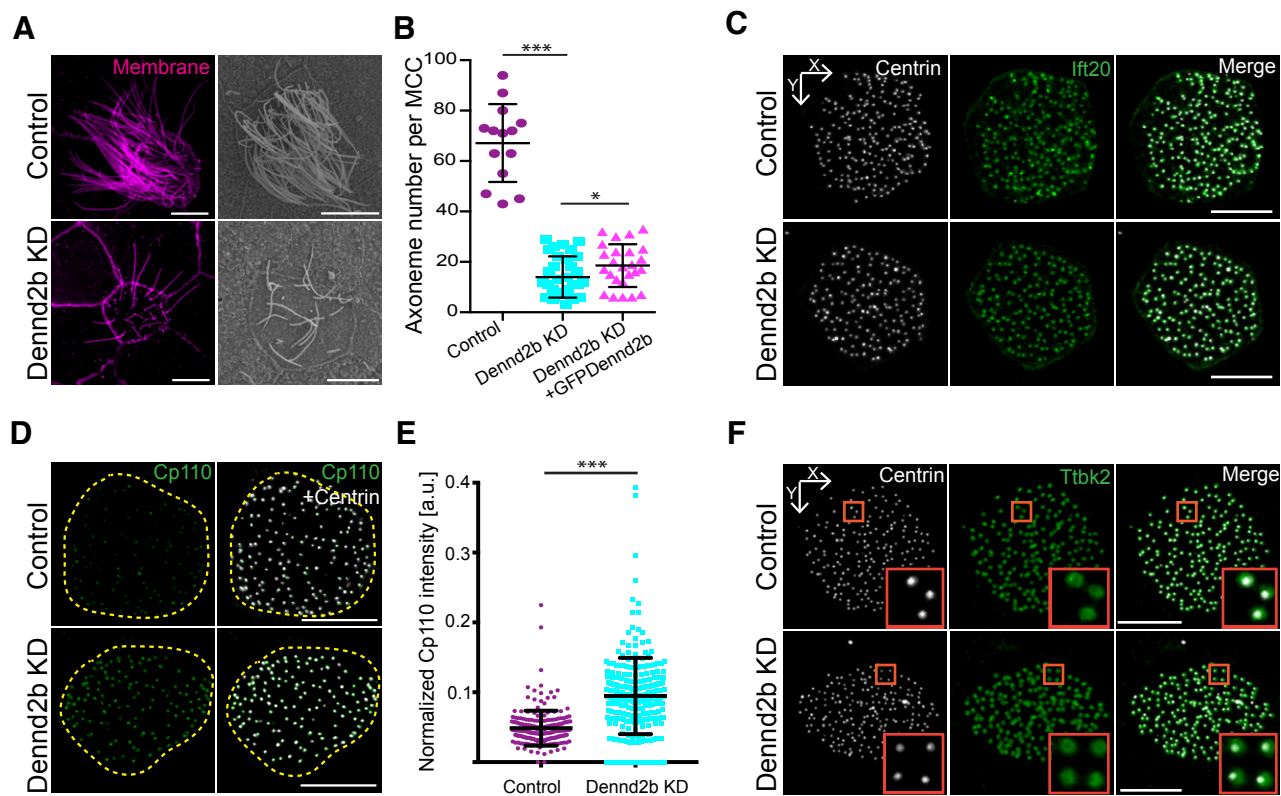 A
Membrane
Control
Dennd2b KD
B
Axoneme number per MCC
100
80
60
40
20
0
***
*
Control
Dennd2b KD
Dennd2b KD
+GFPDennd2b
C
X
Y
Centrin
Ift20
Merge
Control
Dennd2b KD
D
Cp110
Cp110
+Centrin
Control
Dennd2b KD
E
Normalized Cp110 intensity [a.u.]
0.4
0.3
0.2
0.1
***
Control
Dennd2b KD
F
X
Y
Centrin
Ttbk2
Merge
Control
Dennd2b KD